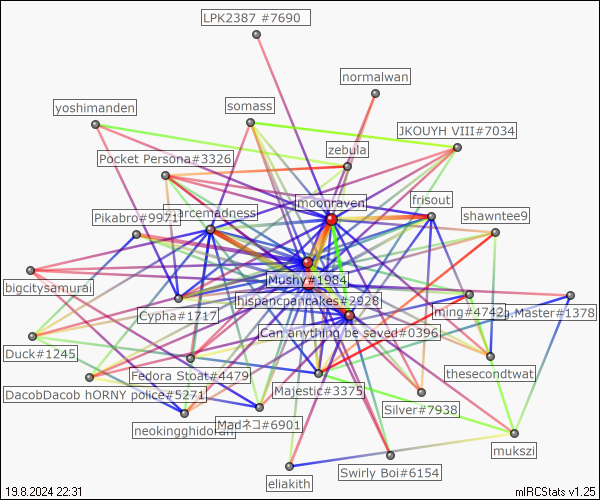 LPK2387 #7690
normalwan
yoshimanden
somass
JKOUYH VIII#7034
zebula
Pocket Persona#3326
moonraven
frisout
Pikabro#9971
arcemadness
shawntee9
Mushy#1984
bigcitysamurai
hispancpancakes#2928
Cypha#1717
ming#4742
g.Master#1378
Can anything be saved#0396
Duck#1245
thesecondtwat
Fedora Stoat#4479
DacobDacob hORNY police#5271
Majestic#3375
Silver#7938
Madネコ#6901
neokingghidorah
mukszi
Swirly Boi#6154
eliakith
19.8.2024 22:31
mIRCStats v1.25